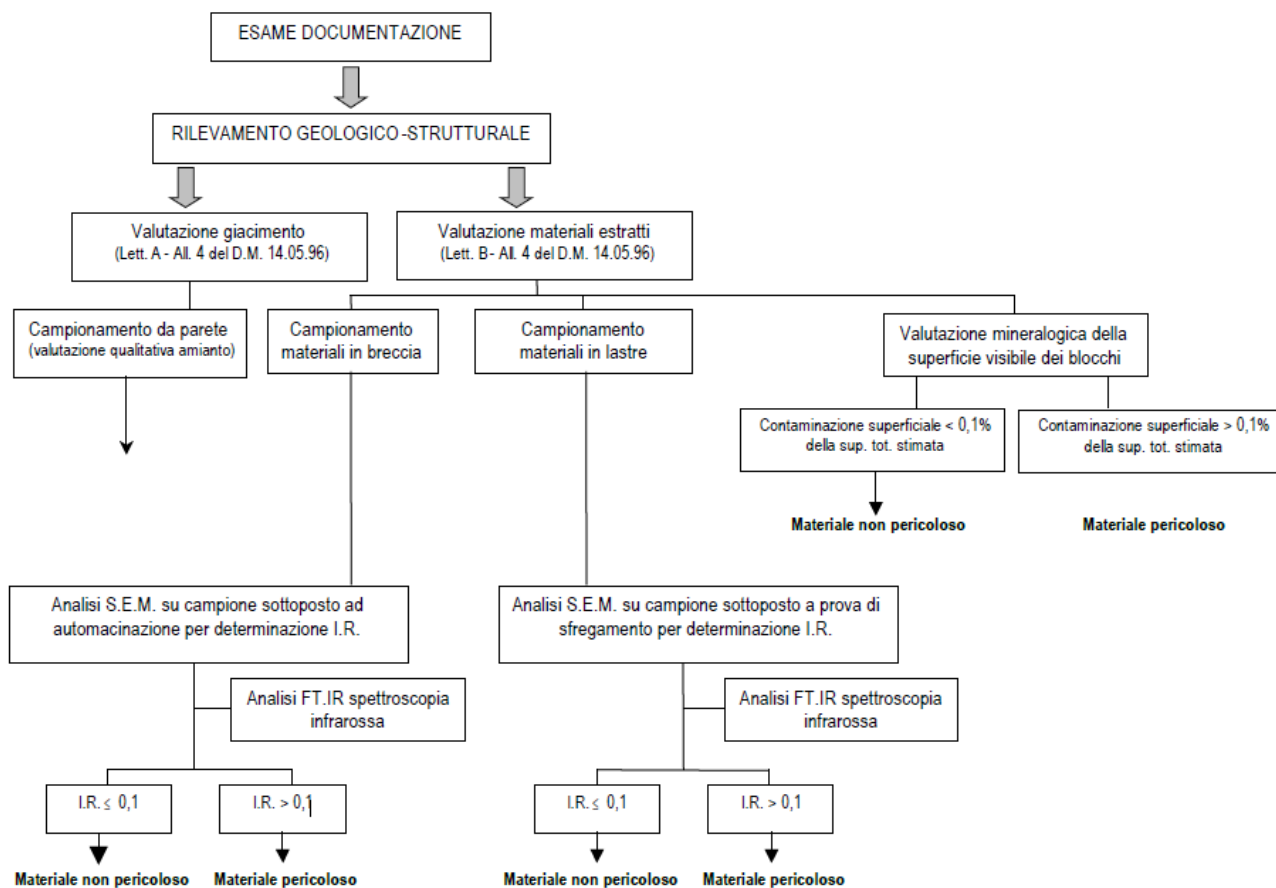 ESAME DOCUMENTAZIONE
RILEVAMENTO GEOLOGICO-STRUTTURALE
Valutazione giacimento
(Lett. A - All. 4 del D.M. 14.05.96)
Valutazione materiali estratti
(Lett. B- All. 4 del D.M. 14.05.96)
Campionamento da parete
(valutazione qualitativa amianto)
Campionamento
materiali in breccia
Campionamento
materiali in lastre
Valutazione mineralogica della
superficie visibile dei blocchi
Contaminazione superficiale < 0,1%
della sup. tot. stimata
Contaminazione superficiale > 0,1%
della sup. tot. stimata
Materiale non pericoloso
Materiale pericoloso
Analisi S.E.M. su campione sottoposto ad
automacinazione per determinazione I.R.
Analisi S.E.M. su campione sottoposto a prova di
sfregamento per determinazione I.R.
Analisi FT.IR spettroscopia
infrarossa
Analisi FT.IR spettroscopia
infrarossa
I.R. ≤ 0,1
I.R. > 0,1
I.R. ≤ 0,1
I.R. > 0,1
Materiale non pericoloso
Materiale pericoloso
Materiale non pericoloso
Materiale pericoloso